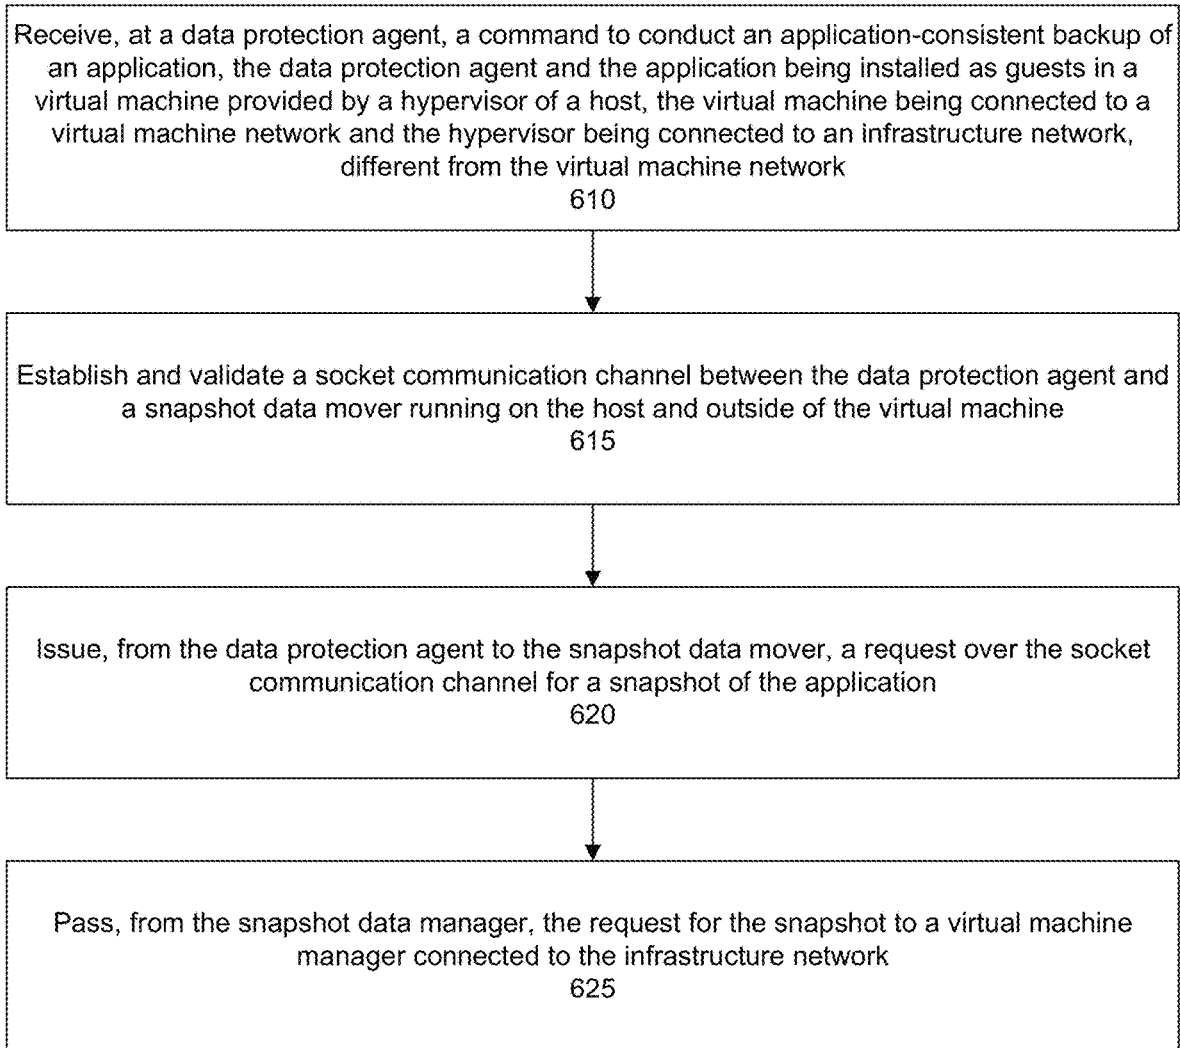 Receive, at a data protection agent, a command to conduct an application-consistent backup of
an application, the data protection agent and the application being installed as guests in a
virtual machine provided by a hypervisor of a host, the virtual machine being connected to a
virtual machine network and the hypervisor being connected to an infrastructure network,
different from the virtual machine network
610
Establish and validate a socket communication channel between the data protection agent and
a snapshot data mover running on the host and outside of the virtual machine
615
Issue, from the data protection agent to the snapshot data mover, a request over the socket
communication channel for a snapshot of the application
620
Pass, from the snapshot data manager, the request for the snapshot to a virtual machine
manager connected to the infrastructure network
625